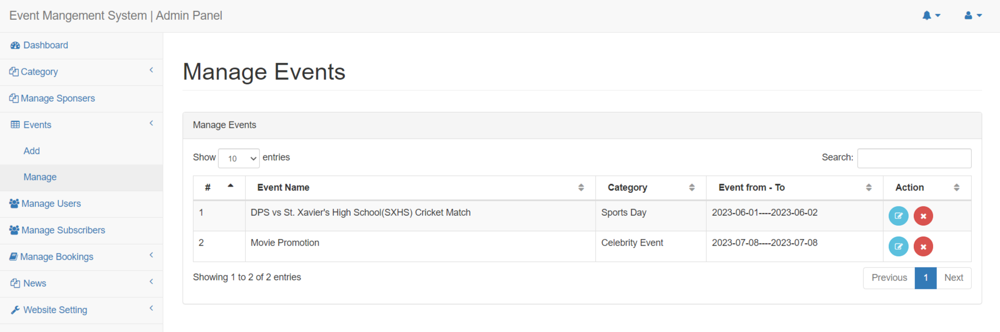 Event Mangement System | Admin Panel
Dashboard
Category
Manage Sponsers
Events
Add
Manage
Manage Users
Manage Subscribers
Manage Bookings
News
Website Setting
Manage Events
Manage Events
Show 10 entries
Search:
# Event Name Category Event from - To Action
1 DPS vs St. Xavier's High School(SXHS) Cricket Match Sports Day 2023-06-01----2023-06-02
2 Movie Promotion Celebrity Event 2023-07-08----2023-07-08
Showing 1 to 2 of 2 entries
Previous 1 Next